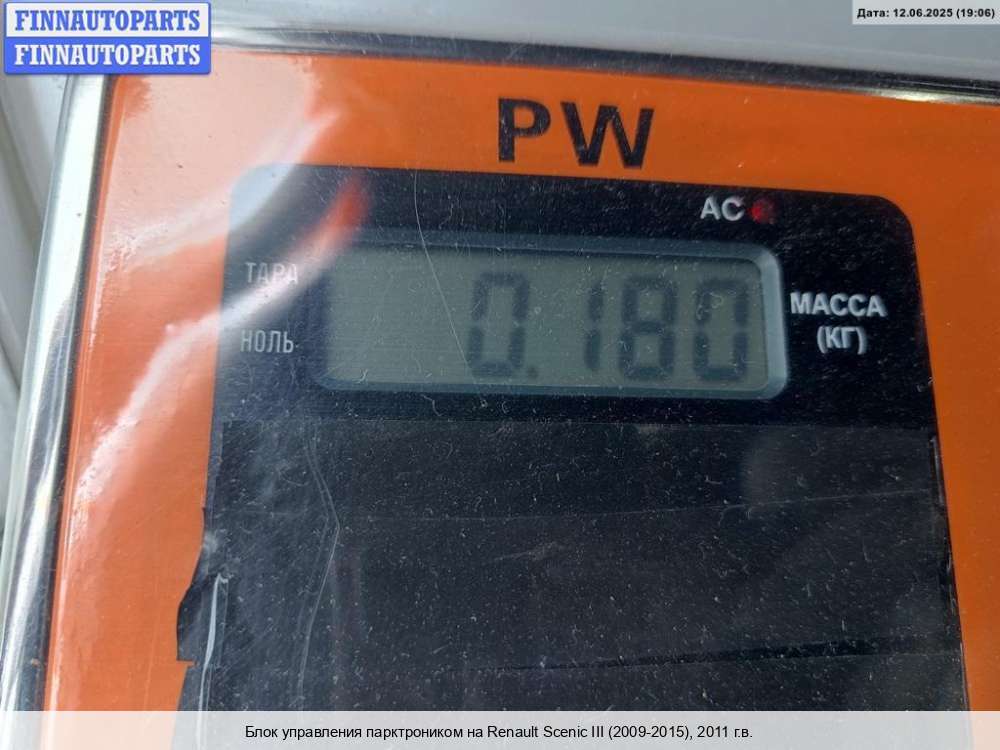 FINNAUTOPARTS
FINNAUTOPARTS
Дата: 12.06.2025 (19:06)
PW
AC
ТАРА
0.180
МАССА
(КГ)
НОЛЬ
Блок управления парктроником на Renault Scenic III (2009-2015), 2011 г.в.